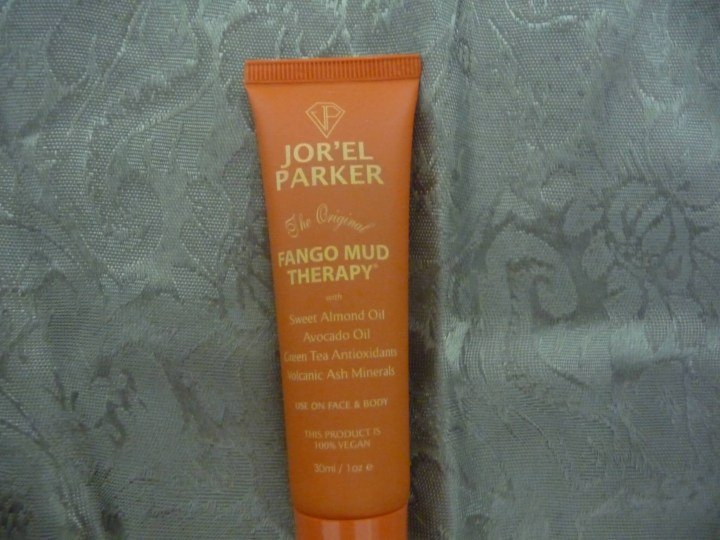 JP
JOR'EL
PARKER
The Original
FANGO MUD
THERAPY®
with
Sweet Almond Oil
Avocado Oil
Green Tea Antioxidants
Volcanic Ash Minerals
USE ON FACE & BODY
THIS PRODUCT IS
100% VEGAN
30ml / 1oz e